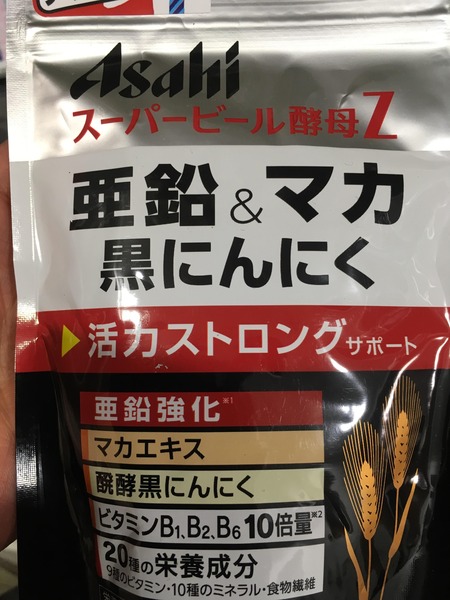 Asahi
スーパービール酵母Z
亜鉛&マカ
黒にんにく
活力ストロングサポート
亜鉛強化※1
マカエキス
醗酵黒にんにく
ビタミンB1、B2、B6 10倍量※2
20種の栄養成分
9種のビタミン・10種のミネラル・食物繊維